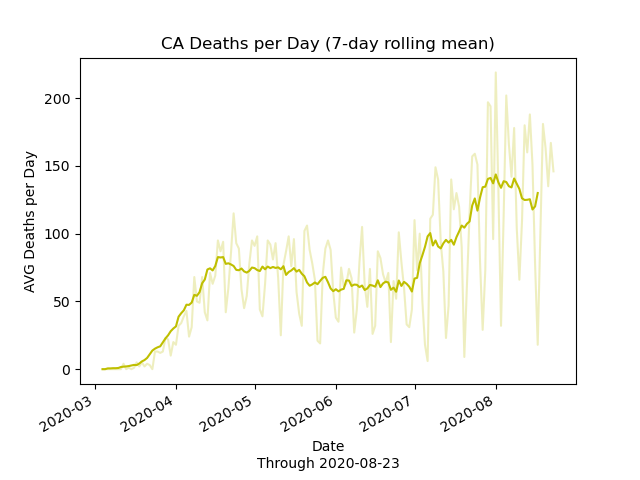 CA Deaths per Day (7-day rolling mean)
AVG Deaths per Day
200
150
100
50
0
2020-03
2020-04
2020-05
2020-06
2020-07
2020-08
Date
Through 2020-08-23